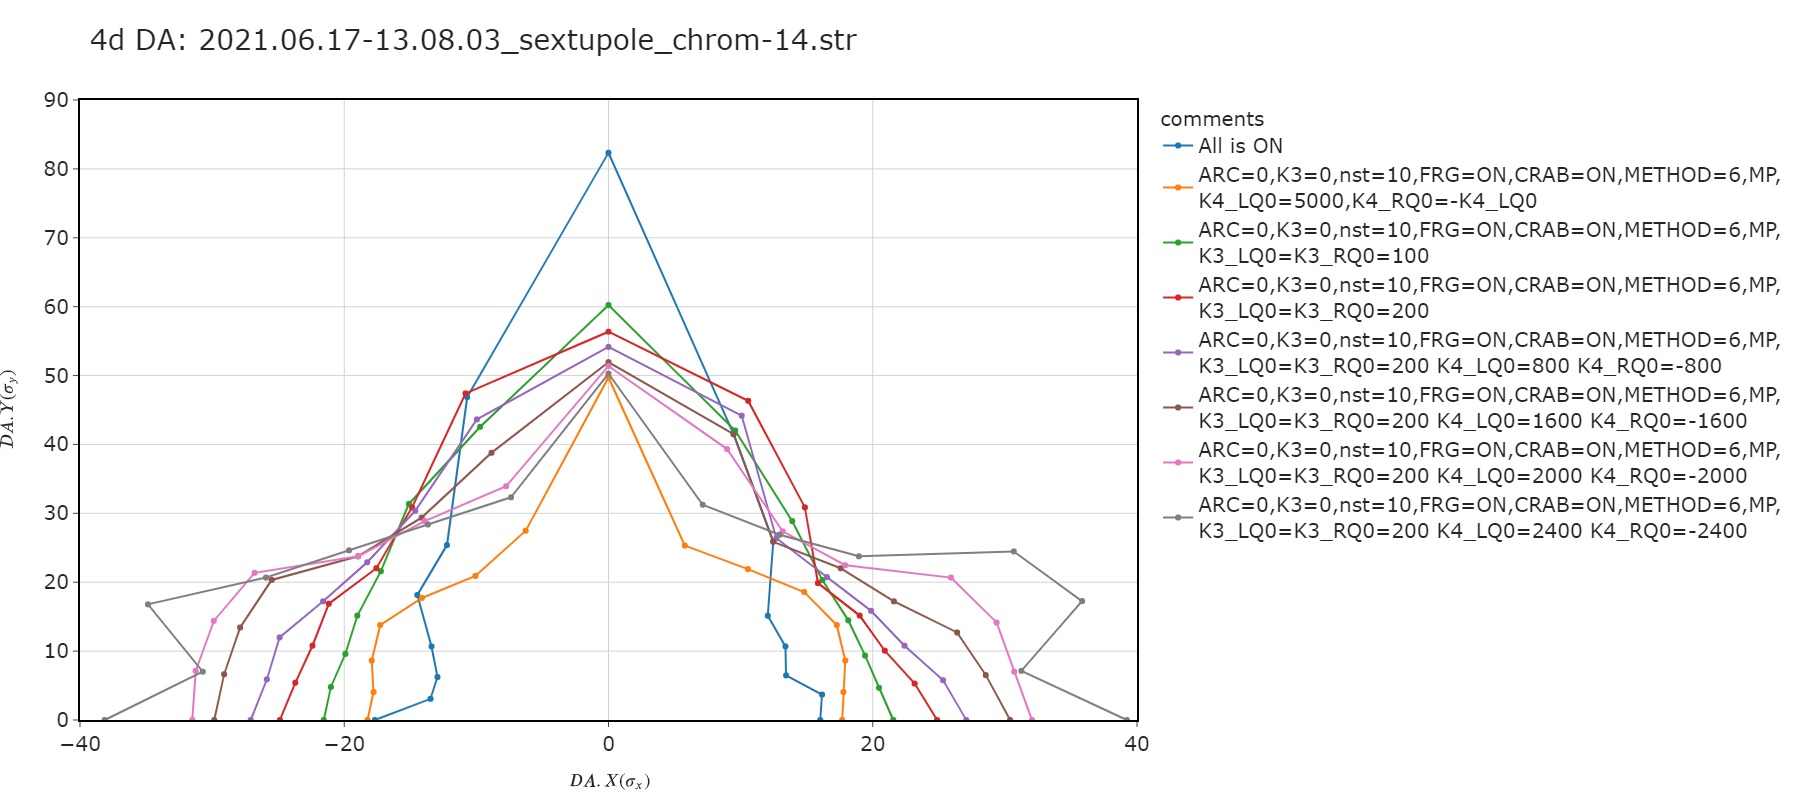 4d DA: 2021.06.17-13.08.03_sextupole_chrom-14.str
90
80
70
60
50
40
30
20
10
0
DA.Y(σy)
−40
−20
0
20
40
DA.X(σx)
comments
All is ON
ARC=0,K3=0,nst=10,FRG=ON,CRAB=ON,METHOD=6,MP,
K4_LQ0=5000,K4_RQ0=-K4_LQ0
ARC=0,K3=0,nst=10,FRG=ON,CRAB=ON,METHOD=6,MP,
K3_LQ0=K3_RQ0=100
ARC=0,K3=0,nst=10,FRG=ON,CRAB=ON,METHOD=6,MP,
K3_LQ0=K3_RQ0=200
ARC=0,K3=0,nst=10,FRG=ON,CRAB=ON,METHOD=6,MP,
K3_LQ0=K3_RQ0=200 K4_LQ0=800 K4_RQ0=-800
ARC=0,K3=0,nst=10,FRG=ON,CRAB=ON,METHOD=6,MP,
K3_LQ0=K3_RQ0=200 K4_LQ0=1600 K4_RQ0=-1600
ARC=0,K3=0,nst=10,FRG=ON,CRAB=ON,METHOD=6,MP,
K3_LQ0=K3_RQ0=200 K4_LQ0=2000 K4_RQ0=-2000
ARC=0,K3=0,nst=10,FRG=ON,CRAB=ON,METHOD=6,MP,
K3_LQ0=K3_RQ0=200 K4_LQ0=2400 K4_RQ0=-2400